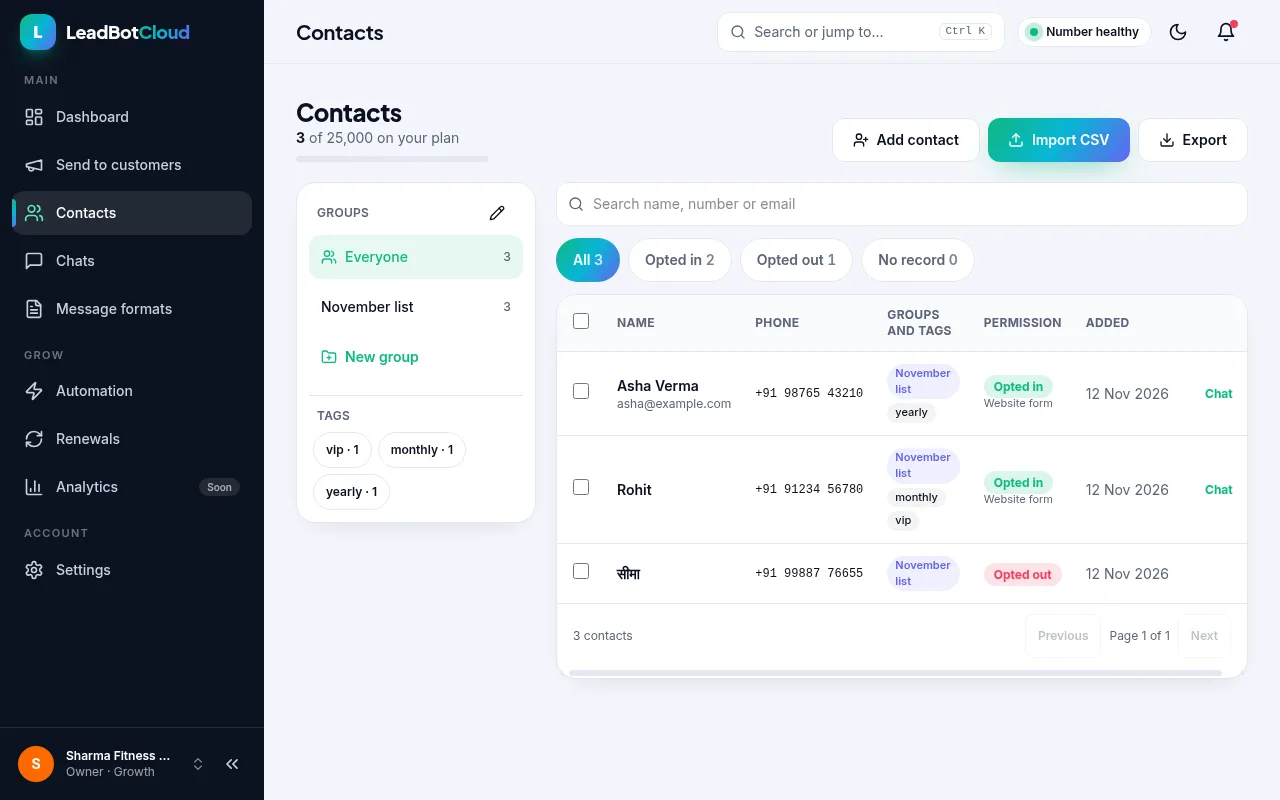 L LeadBotCloud
MAIN
Dashboard
Send to customers
Contacts
Chats
Message formats
GROW
Automation
Renewals
Analytics Soon
ACCOUNT
Settings
S Sharma Fitness ...
Owner · Growth
Contacts
Search or jump to... Ctrl K
Number healthy
Contacts
3 of 25,000 on your plan
Add contact
Import CSV
Export
GROUPS
Everyone 3
November list 3
New group
TAGS
vip · 1 monthly · 1
yearly · 1
Search name, number or email
All 3 Opted in 2 Opted out 1 No record 0
NAME PHONE GROUPS AND TAGS PERMISSION ADDED
Asha Verma
asha@example.com
+91 98765 43210
November
list
yearly
Opted in
Website form
12 Nov 2026
Chat
Rohit
+91 91234 56780
November
list
monthly
vip
Opted in
Website form
12 Nov 2026
Chat
सीमा
+91 99887 76655
November
list
Opted out
12 Nov 2026
3 contacts
Previous Page 1 of 1 Next